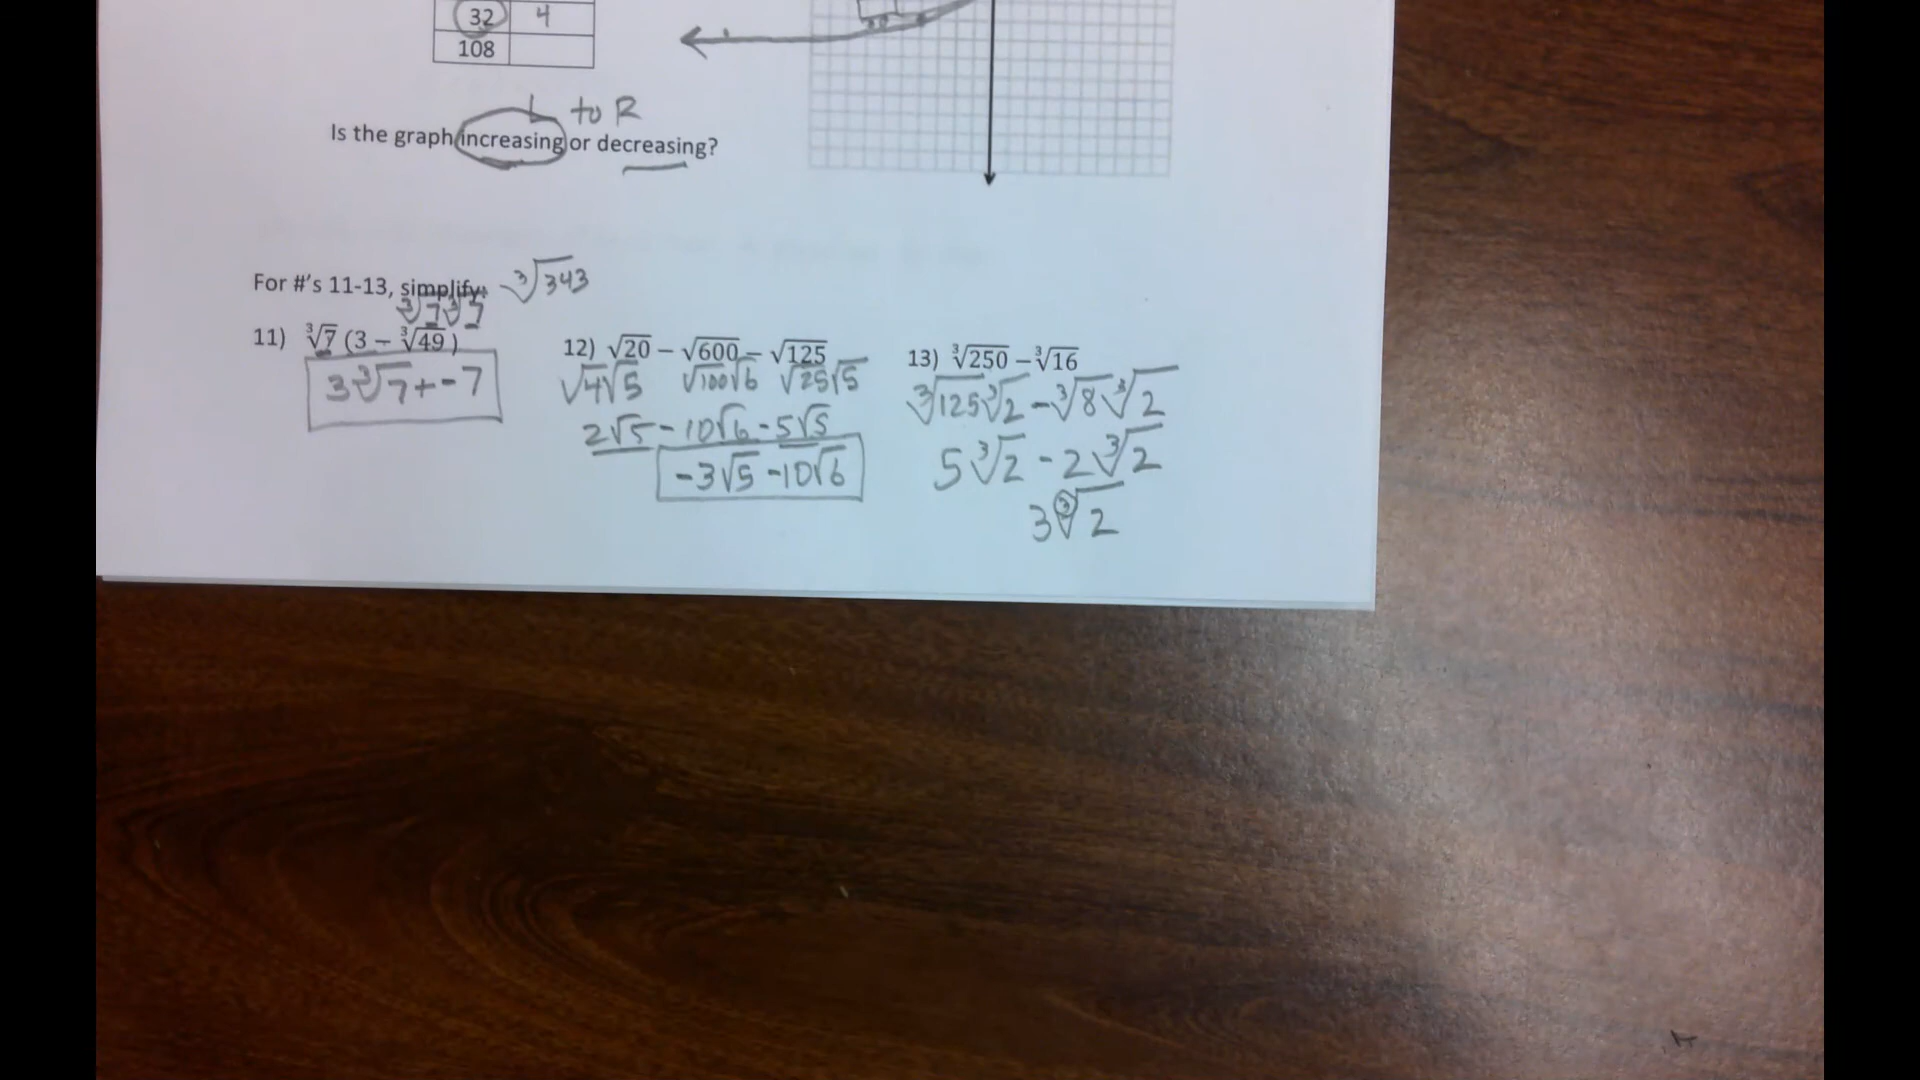 32 4
108
L to R
Is the graph increasing or decreasing?
For #'s 11-13, simplify: ∛343
∛7∛7
11) ∛7 (3 − ∛49)
3∛7 + -7
12) √20 − √600 − √125
√4√5 √100√6 √25√5
2√5 - 10√6 - 5√5
-3√5 - 10√6
13) ∛250 − ∛16
∛125∛2 - ∛8∛2
5∛2 - 2∛2
3∛2